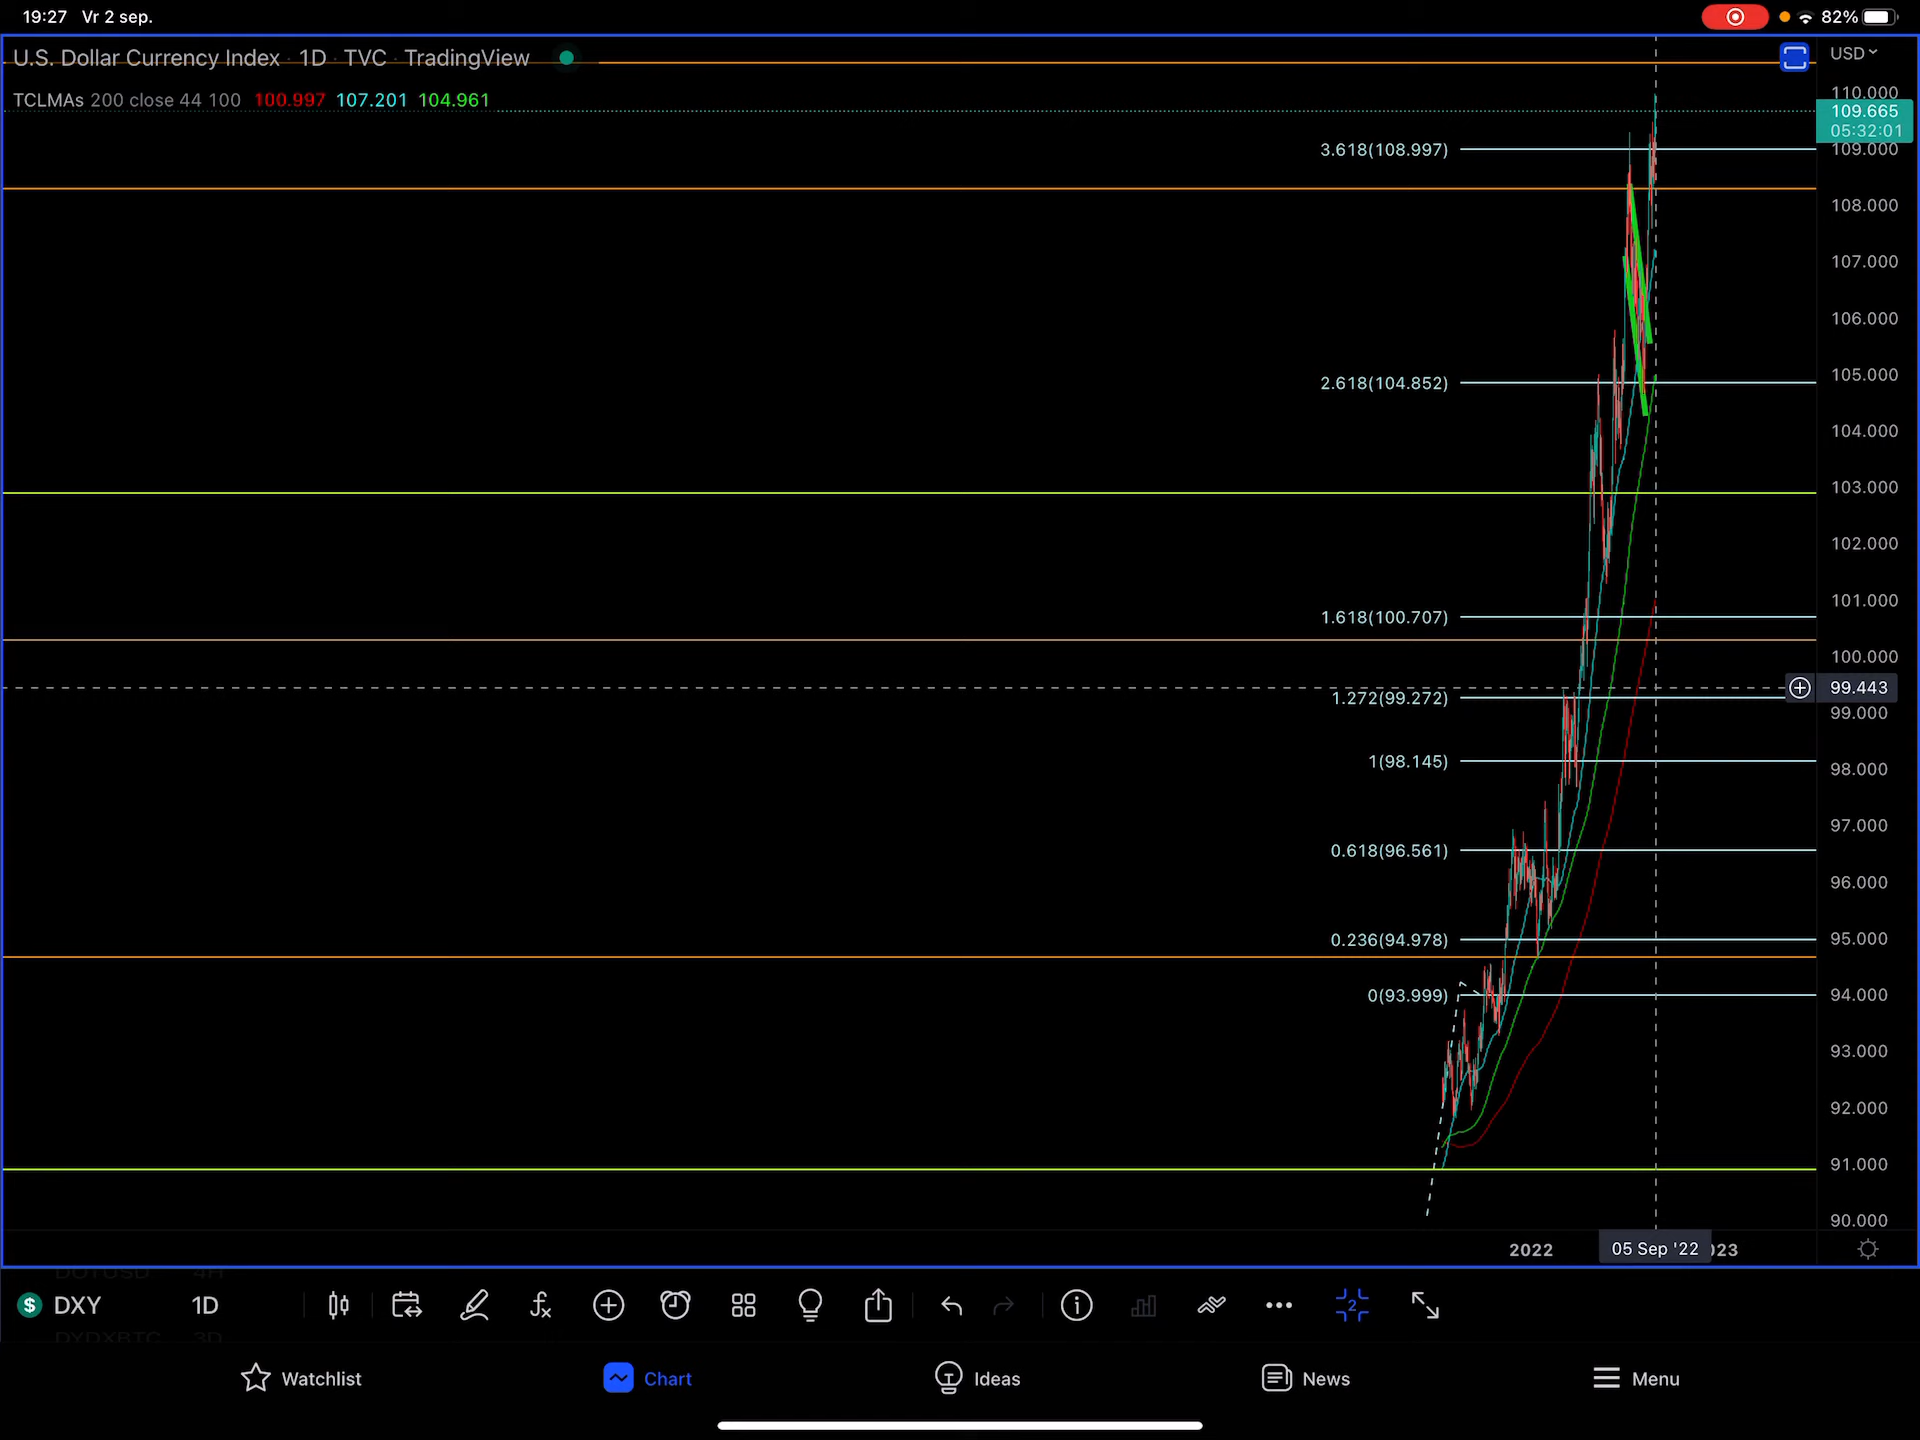 19:27 Vr 2 sep.
82%
U.S. Dollar Currency Index · 1D · TVC · TradingView
USD
TCLMAs 200 close 44 100 100.997 107.201 104.961
110.000
109.665
05:32:01
109.000
3.618(108.997)
108.000
107.000
106.000
2.618(104.852)
105.000
104.000
103.000
102.000
101.000
1.618(100.707)
100.000
99.443
1.272(99.272)
99.000
1(98.145)
98.000
97.000
0.618(96.561)
96.000
0.236(94.978)
95.000
0(93.999)
94.000
93.000
92.000
91.000
90.000
2022
05 Sep '22
023
DOTUSD 4H
$ DXY 1D
2
DYDXBTC 3D
Watchlist
Chart
Ideas
News
Menu